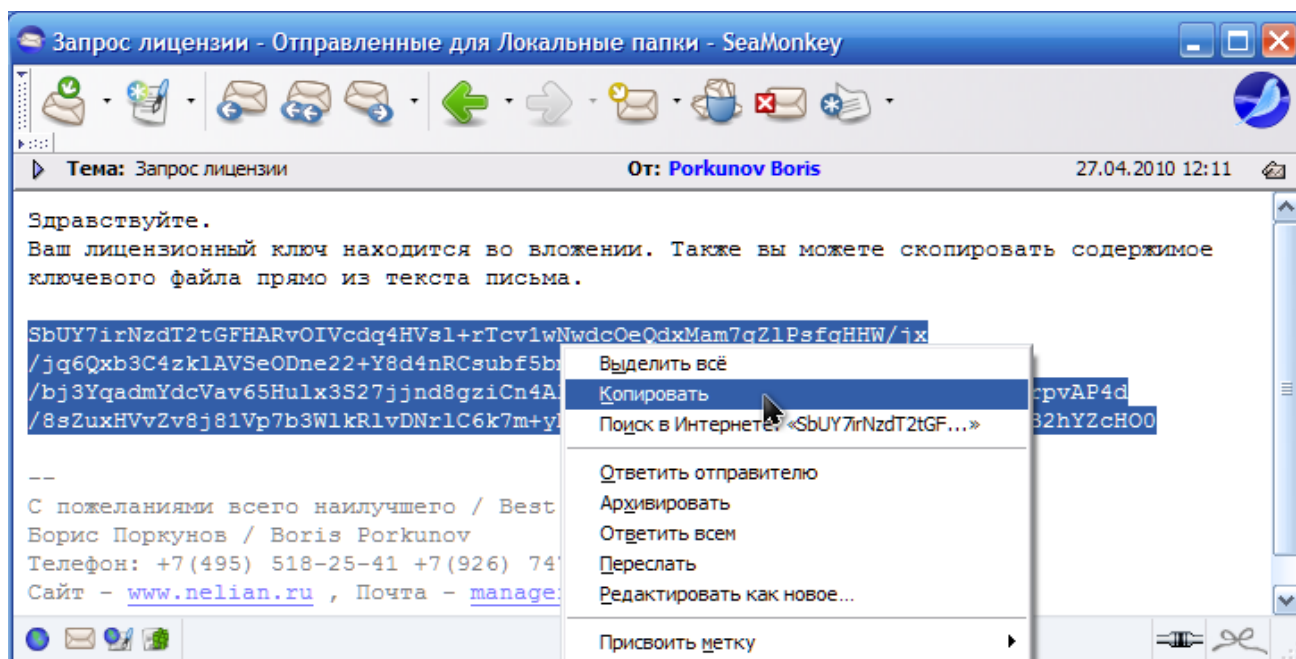 Запрос лицензии - Отправленные для Локальные папки - SeaMonkey
Тема: Запрос лицензии От: Porkunov Boris 27.04.2010 12:11
Здравствуйте.
Ваш лицензионный ключ находится во вложении. Также вы можете скопировать содержимое
ключевого файла прямо из текста письма.
SbUY7irNzdT2tGFHARvOIVcdq4HVsl+rTcv1wNwdcOeQdxMam7gZlPsfgHHW/jx
/jq6Qxb3C4zklAVSeODne22+Y8d4nRCsubf5b
/bj3YqadmYdcVav65Hulx3S27jjnd8gziCn4A rpvAP4d
/8sZuxHVvZv8j81Vp7b3WlkRlvDNrlC6k7m+y 2hYZcHO0
Выделить всё
Копировать
Поиск в Интернете: «SbUY7irNzdT2tGF...»
Ответить отправителю
Архивировать
Ответить всем
Переслать
Редактировать как новое...
Присвоить метку
--
С пожеланиями всего наилучшего / Best
Борис Поркунов / Boris Porkunov
Телефон: +7(495) 518-25-41 +7(926) 74
Сайт - www.nelian.ru , Почта - manage